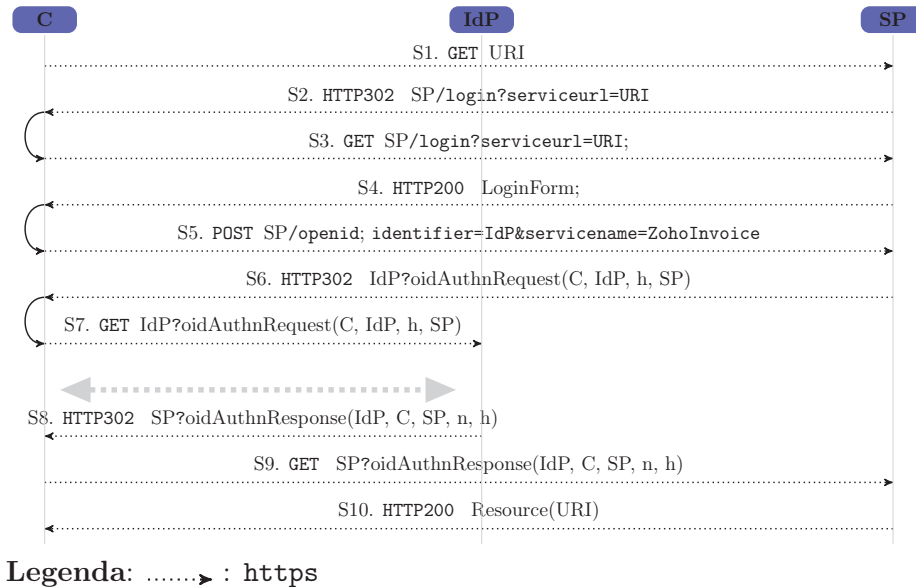 C IdP SP
S1. GET URI
S2. HTTP302 SP/login?serviceurl=URI
S3. GET SP/login?serviceurl=URI;
S4. HTTP200 LoginForm;
S5. POST SP/openid; identifier=IdP&servicename=ZohoInvoice
S6. HTTP302 IdP?oidAuthnRequest(C, IdP, h, SP)
S7. GET IdP?oidAuthnRequest(C, IdP, h, SP)
S8. HTTP302 SP?oidAuthnResponse(IdP, C, SP, n, h)
S9. GET SP?oidAuthnResponse(IdP, C, SP, n, h)
S10. HTTP200 Resource(URI)
Legenda: : https